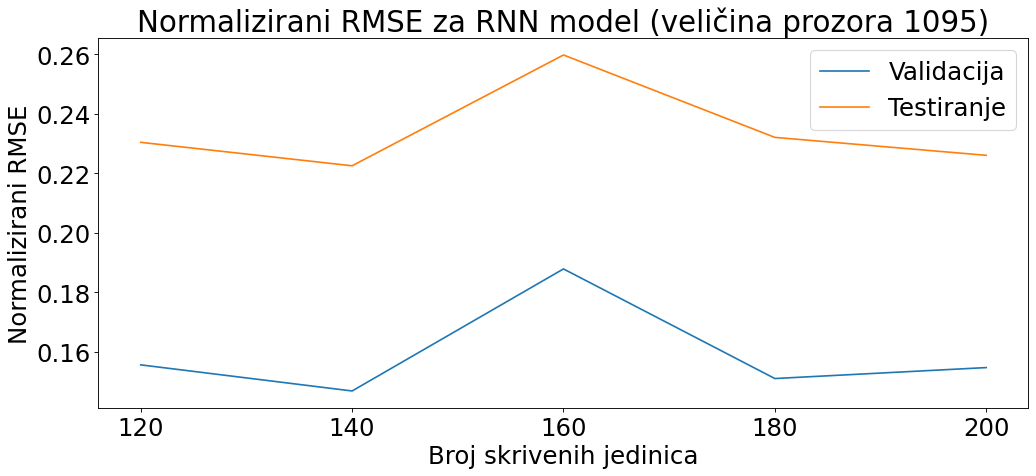 Normalizirani RMSE za RNN model (veličina prozora 1095)
Normalizirani RMSE
0.26
0.24
0.22
0.20
0.18
0.16
Validacija
Testiranje
120 140 160 180 200
Broj skrivenih jedinica